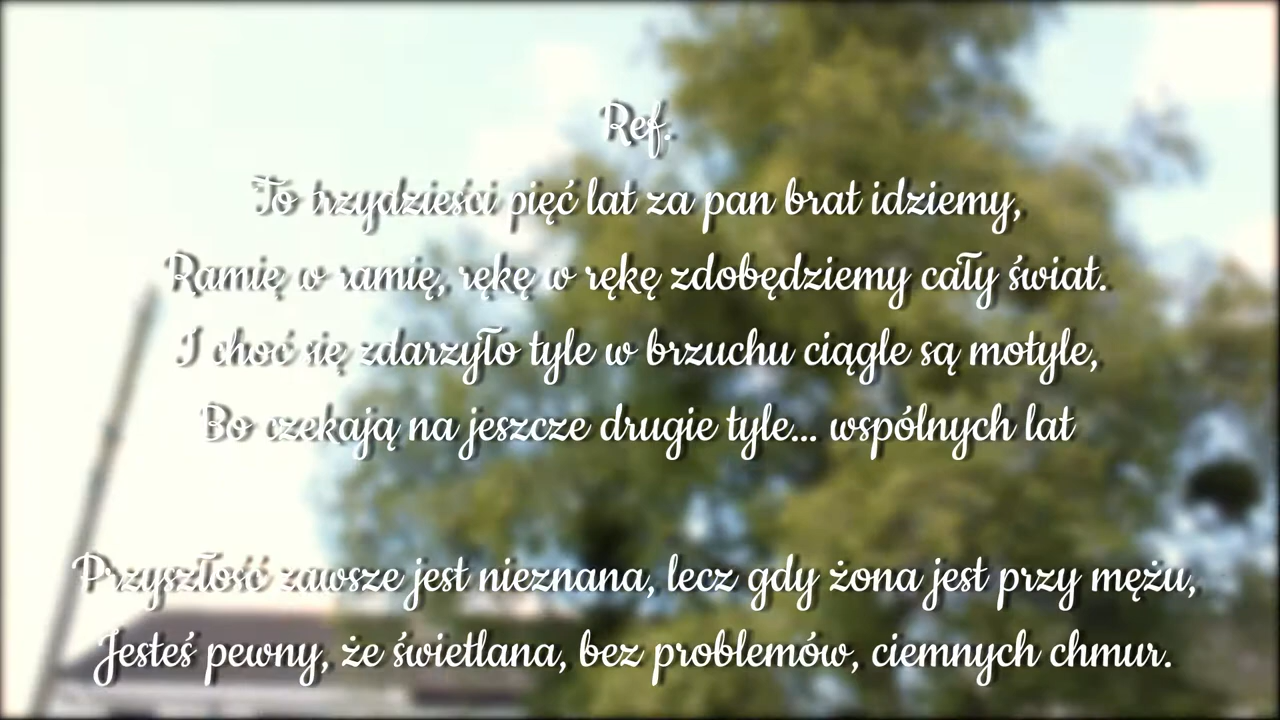 Ref.
To trzydzieści pięć lat za pan brat idziemy,
Ramię w ramię, rękę w rękę zdobędziemy cały świat.
I choć się zdarzyło tyle w brzuchu ciągle są motyle,
Bo czekają na jeszcze drugie tyle... wspólnych lat
Przyszłość zawsze jest nieznana, lecz gdy żona jest przy mężu,
Jesteś pewny, że świetlana, bez problemów, ciemnych chmur.